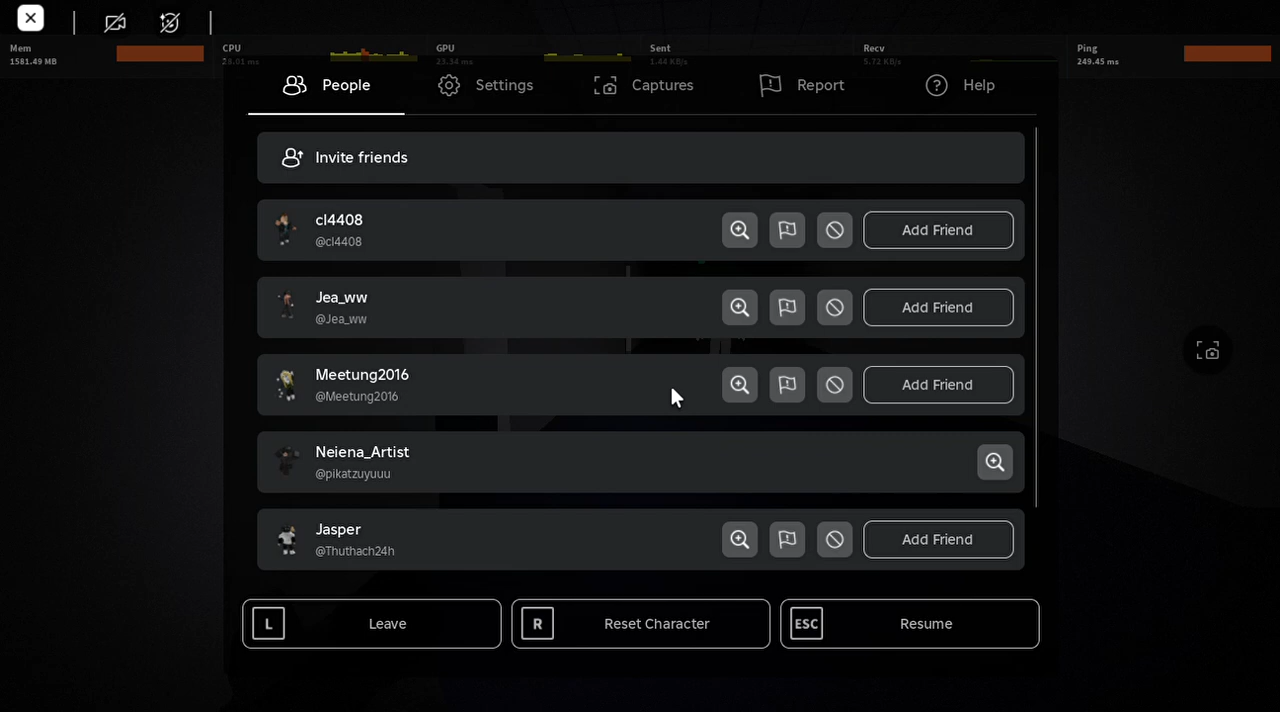 Mem
CPU
GPU
Sent
Recv
Ping
1581.49 MB
23.34 ms
1.44 KB/s
5.72 KB/s
249.45 ms
People
Settings
Captures
Report
Help
Invite friends
cl4408
@cl4408
Add Friend
Jea_ww
@Jea_ww
Add Friend
Meetung2016
@Meetung2016
Add Friend
Neiena_Artist
@pikatzuyuuu
Jasper
@Thuthach24h
Add Friend
L Leave
R Reset Character
ESC Resume